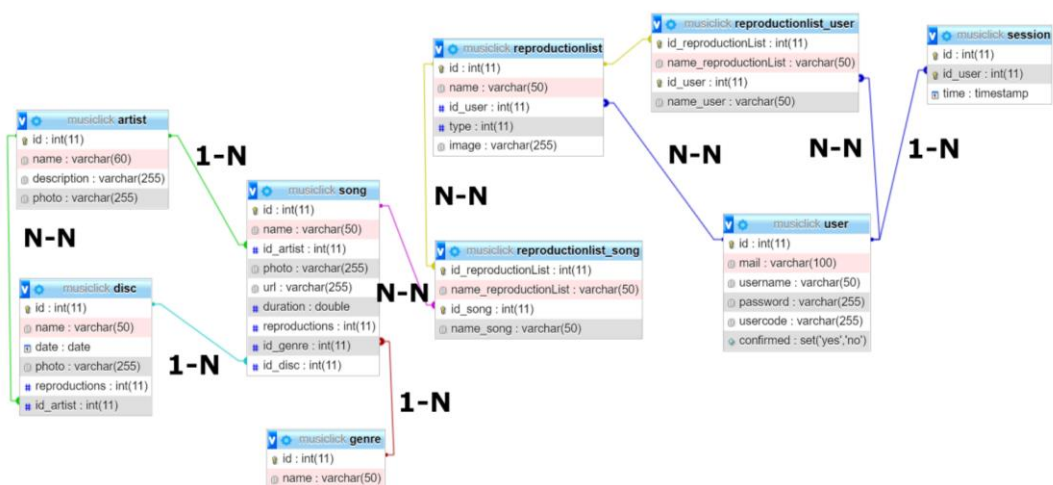 musiclick artist
id : int(11)
name : varchar(60)
description : varchar(255)
photo : varchar(255)
N-N
musiclick disc
id : int(11)
name : varchar(50)
date : date
photo : varchar(255)
reproductions : int(11)
id_artist : int(11)
1-N
1-N
musiclick song
id : int(11)
name : varchar(50)
id_artist : int(11)
photo : varchar(255)
url : varchar(255)
duration : double
reproductions : int(11)
id_genre : int(11)
id_disc : int(11)
1-N
musiclick genre
id : int(11)
name : varchar(50)
N-N
musiclick reproductionlist
id : int(11)
name : varchar(50)
id_user : int(11)
type : int(11)
image : varchar(255)
N-N
musiclick reproductionlist_song
id_reproductionList : int(11)
name_reproductionList : varchar(50)
id_song : int(11)
name_song : varchar(50)
musiclick reproductionlist_user
id_reproductionList : int(11)
name_reproductionList : varchar(50)
id_user : int(11)
name_user : varchar(50)
N-N
N-N
1-N
musiclick user
id : int(11)
mail : varchar(100)
username : varchar(50)
password : varchar(255)
usercode : varchar(255)
confirmed : set('yes','no')
musiclick session
id : int(11)
id_user : int(11)
time : timestamp